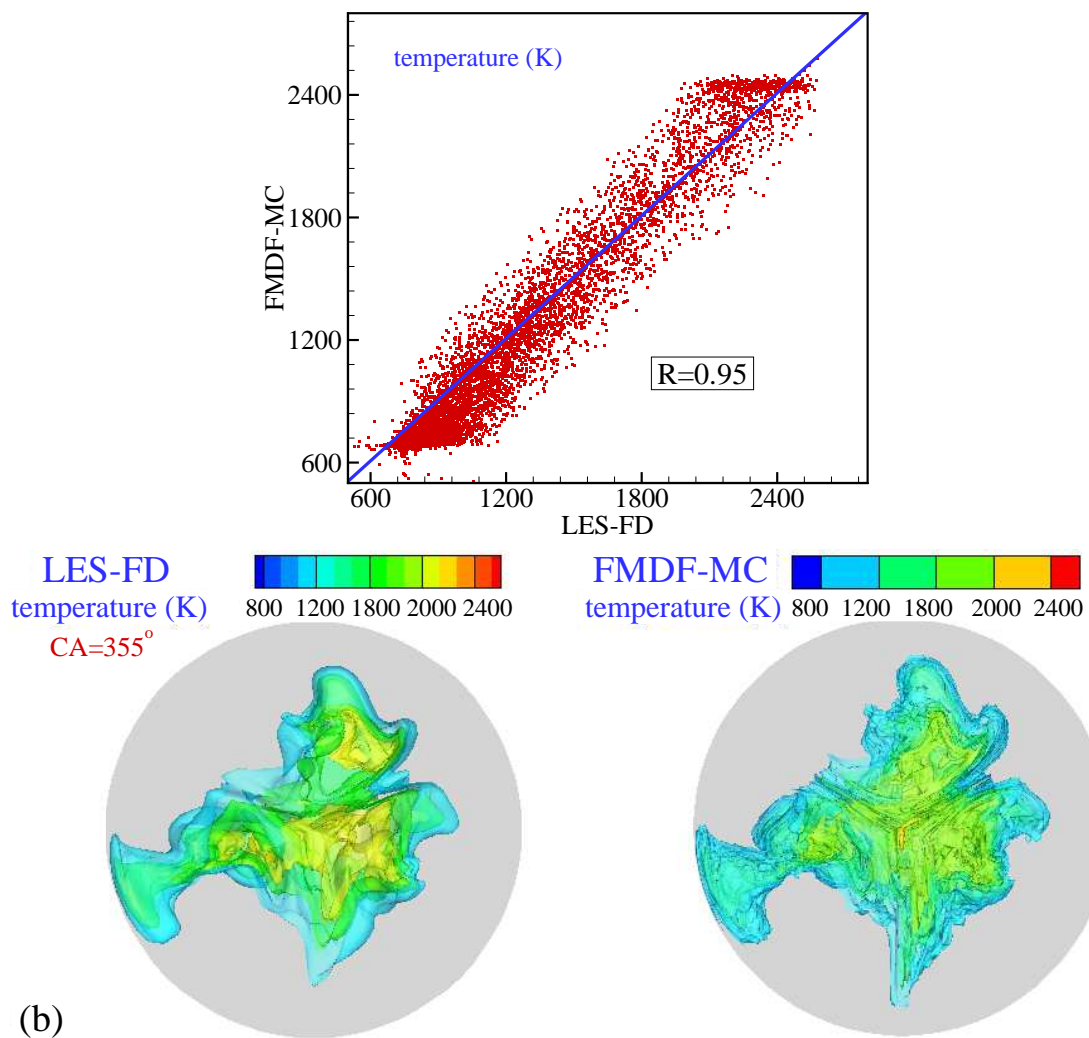 temperature (K)
2400
1800
1200
600
FMDF-MC
R=0.95
600 1200 1800 2400
LES-FD
LES-FD
temperature (K)
800 1200 1800 2000 2400
CA=355°
FMDF-MC
temperature (K)
800 1200 1800 2000 2400
(b)